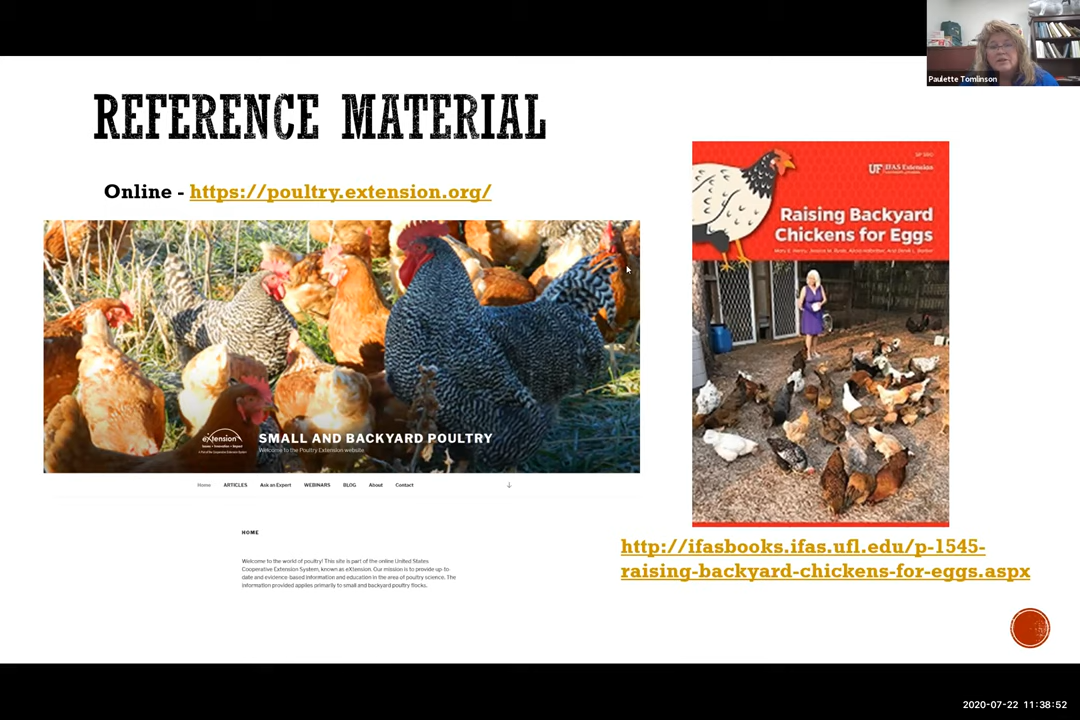 Paulette Tomlinson
REFERENCE MATERIAL
Online - https://poultry.extension.org/
eXtension
SMALL AND BACKYARD POULTRY
Welcome to the Poultry Extension website
Home ARTICLES Ask an Expert WEBINARS BLOG About Contact
HOME
Welcome to the world of poultry! This site is part of the online United States
Cooperative Extension System, known as eXtension. Our mission is to provide up-to-
date and evidence-based information and education in the area of poultry science. The
information provided applies primarily to small and backyard poultry flocks.
UF IFAS Extension
Raising Backyard
Chickens for Eggs
http://ifasbooks.ifas.ufl.edu/p-1545-
raising-backyard-chickens-for-eggs.aspx
2020-07-22 11:38:52